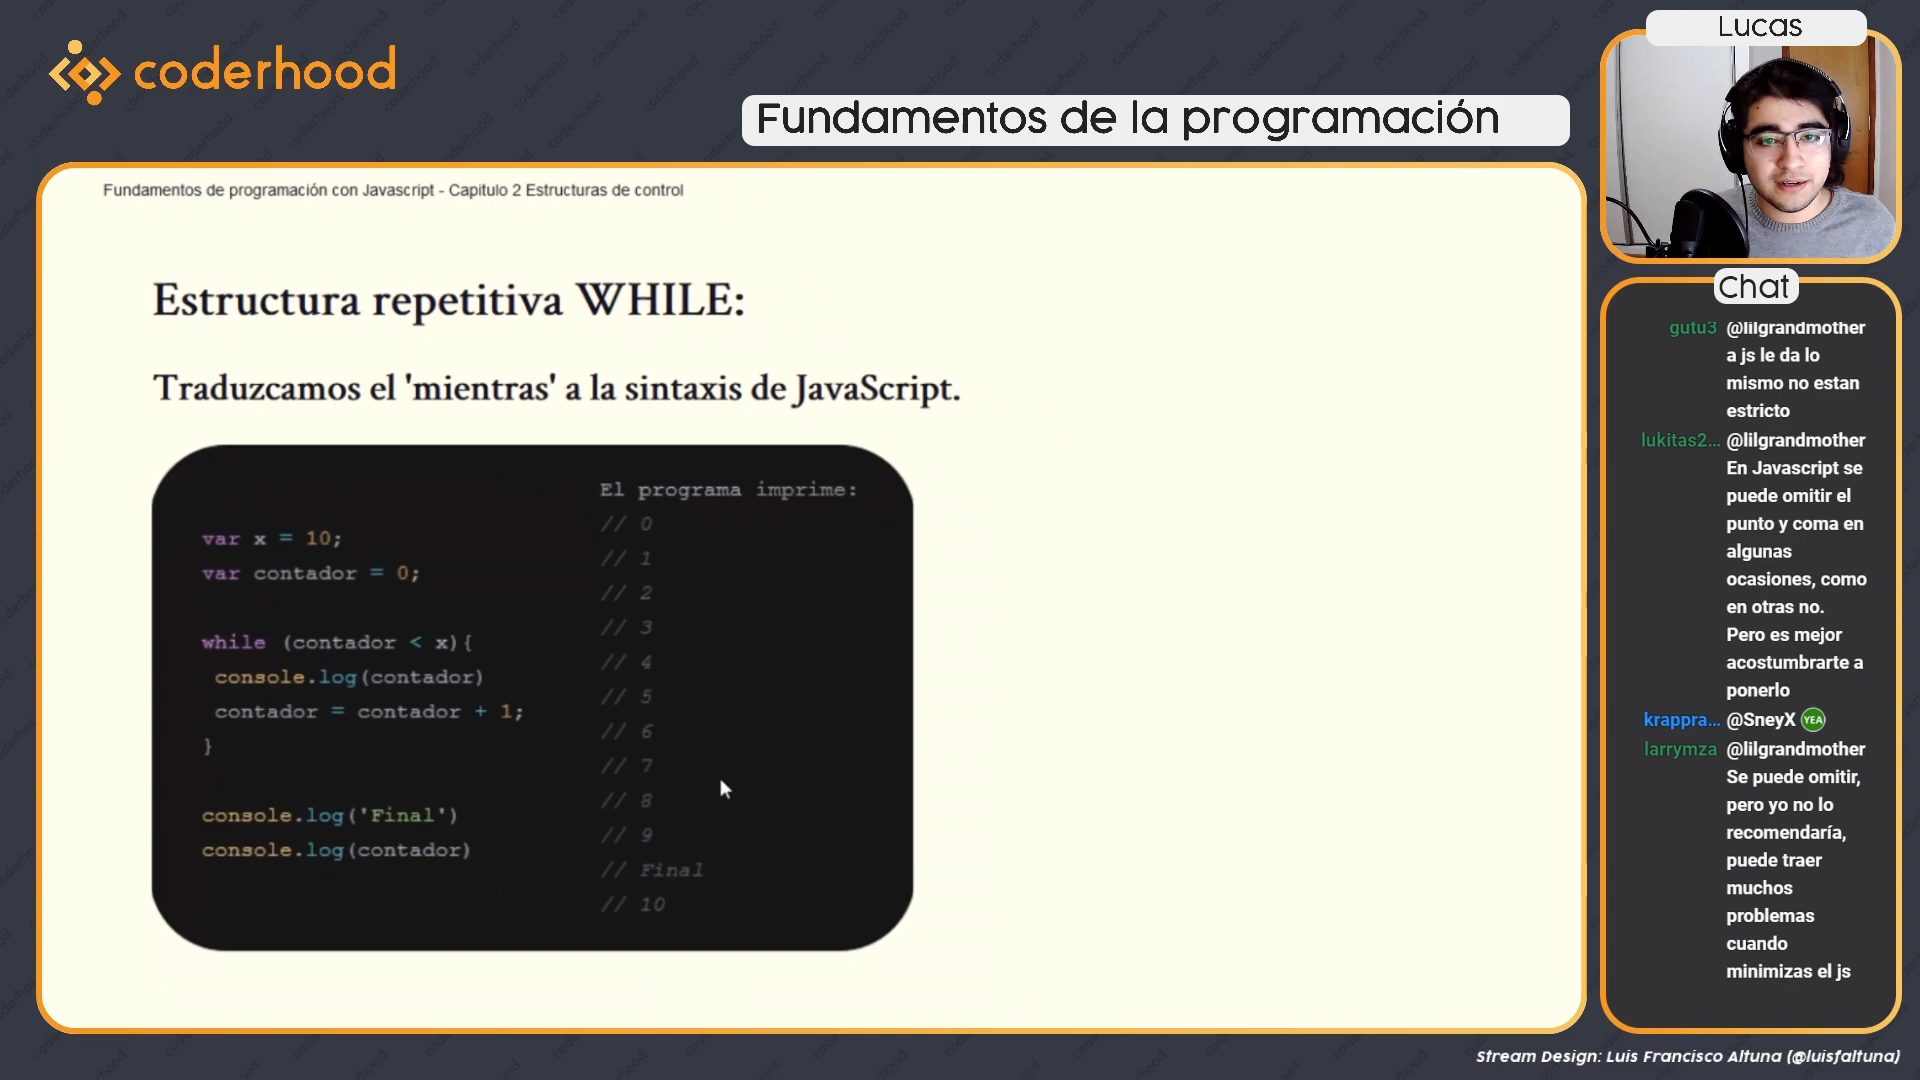 coderhood
Fundamentos de la programación
Lucas
Fundamentos de programación con Javascript - Capitulo 2 Estructuras de control
Estructura repetitiva WHILE:
Traduzcamos el 'mientras' a la sintaxis de JavaScript.
var x = 10;
var contador = 0;
while (contador < x){
console.log(contador)
contador = contador + 1;
}
console.log('Final')
console.log(contador)
El programa imprime:
// 0
// 1
// 2
// 3
// 4
// 5
// 6
// 7
// 8
// 9
// Final
// 10
Chat
gutu3 @lilgrandmother
a js le da lo
mismo no estan
estricto
lukitas2... @lilgrandmother
En Javascript se
puede omitir el
punto y coma en
algunas
ocasiones, como
en otras no.
Pero es mejor
acostumbrarte a
ponerlo
krappra... @SneyX YEA
larrymza @lilgrandmother
Se puede omitir,
pero yo no lo
recomendaría,
puede traer
muchos
problemas
cuando
minimizas el js
Stream Design: Luis Francisco Altuna (@luisfaltuna)